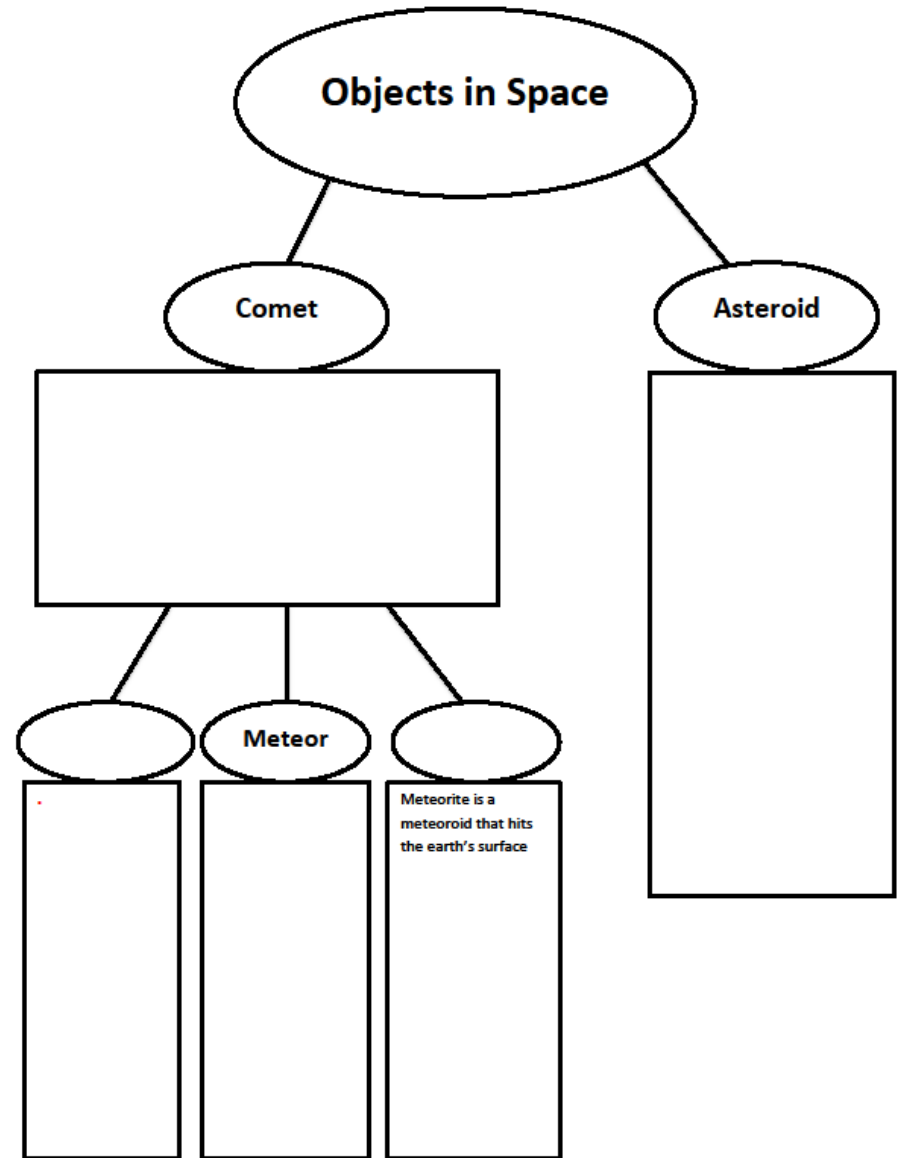 Objects in Space
Comet
Asteroid
Meteor
Meteorite is a
meteoroid that hits
the earth’s surface